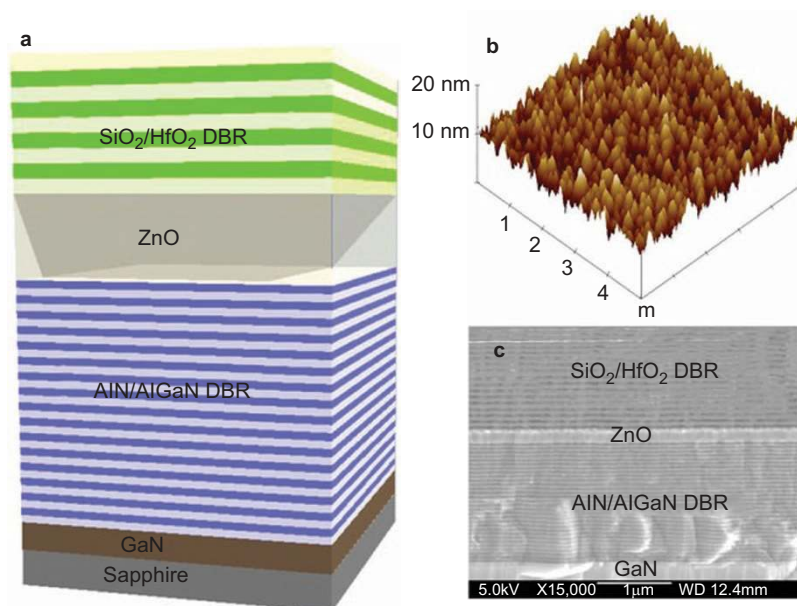 a
SiO₂/HfO₂ DBR
ZnO
AlN/AlGaN DBR
GaN
Sapphire
b
20 nm
10 nm
1
2
3
4
m
c
SiO₂/HfO₂ DBR
ZnO
AlN/AlGaN DBR
GaN
5.0kV X15,000 1µm WD 12.4mm